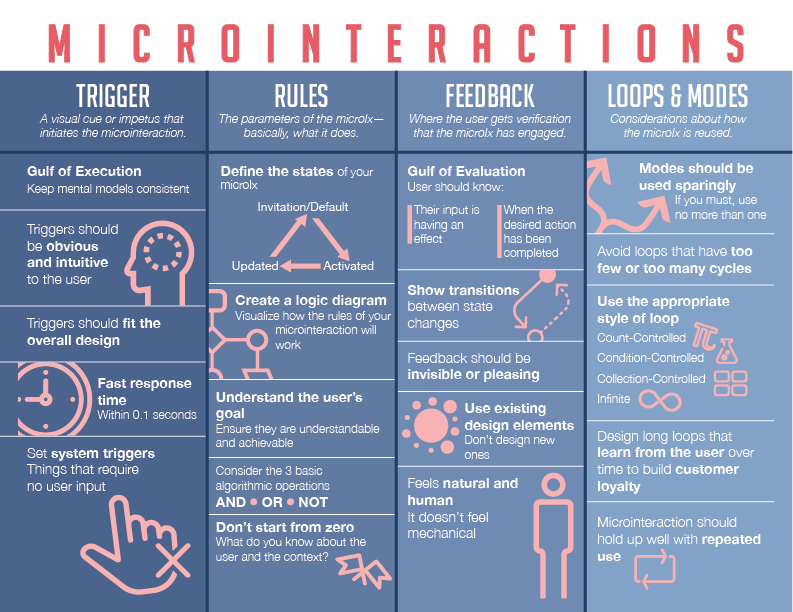 MICROINTERACTIONS
TRIGGER
A visual cue or impetus that
initiates the microinteraction.
Gulf of Execution
Keep mental models consistent
Triggers should
be obvious
and intuitive
to the user
Triggers should fit the
overall design
Fast response
time
Within 0.1 seconds
Set system triggers
Things that require
no user input
RULES
The parameters of the microIx—
basically, what it does.
Define the states of your
microIx
Invitation/Default
Updated
Activated
Create a logic diagram
Visualize how the rules of your
microinteraction will
work
Understand the user's
goal
Ensure they are understandable
and achievable
Consider the 3 basic
algorithmic operations
AND • OR • NOT
Don't start from zero
What do you know about the
user and the context?
FEEDBACK
Where the user gets verification
that the microIx has engaged.
Gulf of Evaluation
User should know:
Their input is
having an
effect
When the
desired action
has been
completed
Show transitions
between state
changes
Feedback should be
invisible or pleasing
Use existing
design elements
Don't design new
ones
Feels natural and
human
It doesn't feel
mechanical
LOOPS & MODES
Considerations about how
the microIx is reused.
Modes should be
used sparingly
If you must, use
no more than one
Avoid loops that have too
few or too many cycles
Use the appropriate
style of loop
Count-Controlled
Condition-Controlled
Collection-Controlled
Infinite
Design long loops that
learn from the user over
time to build customer
loyalty
Microinteraction should
hold up well with repeated
use